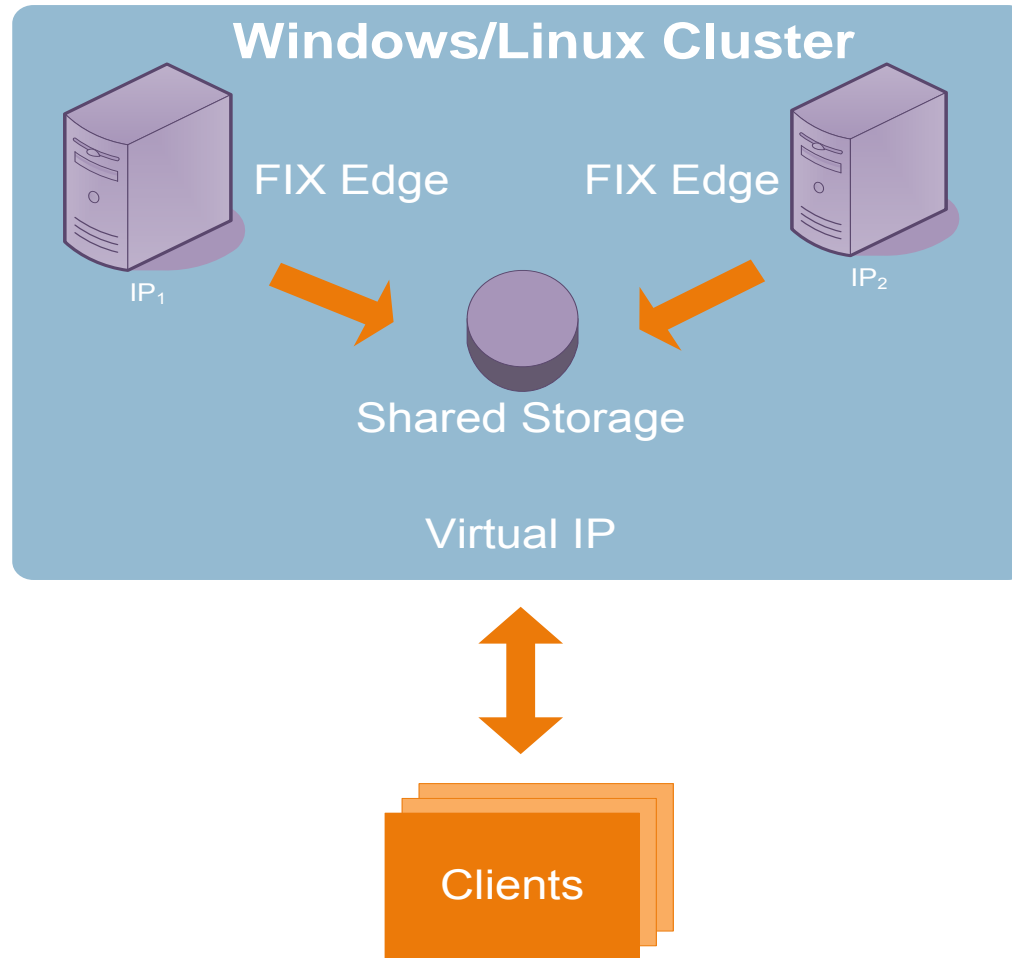 Windows/Linux Cluster
FIX Edge
FIX Edge
IP₁
IP₂
Shared Storage
Virtual IP
Clients